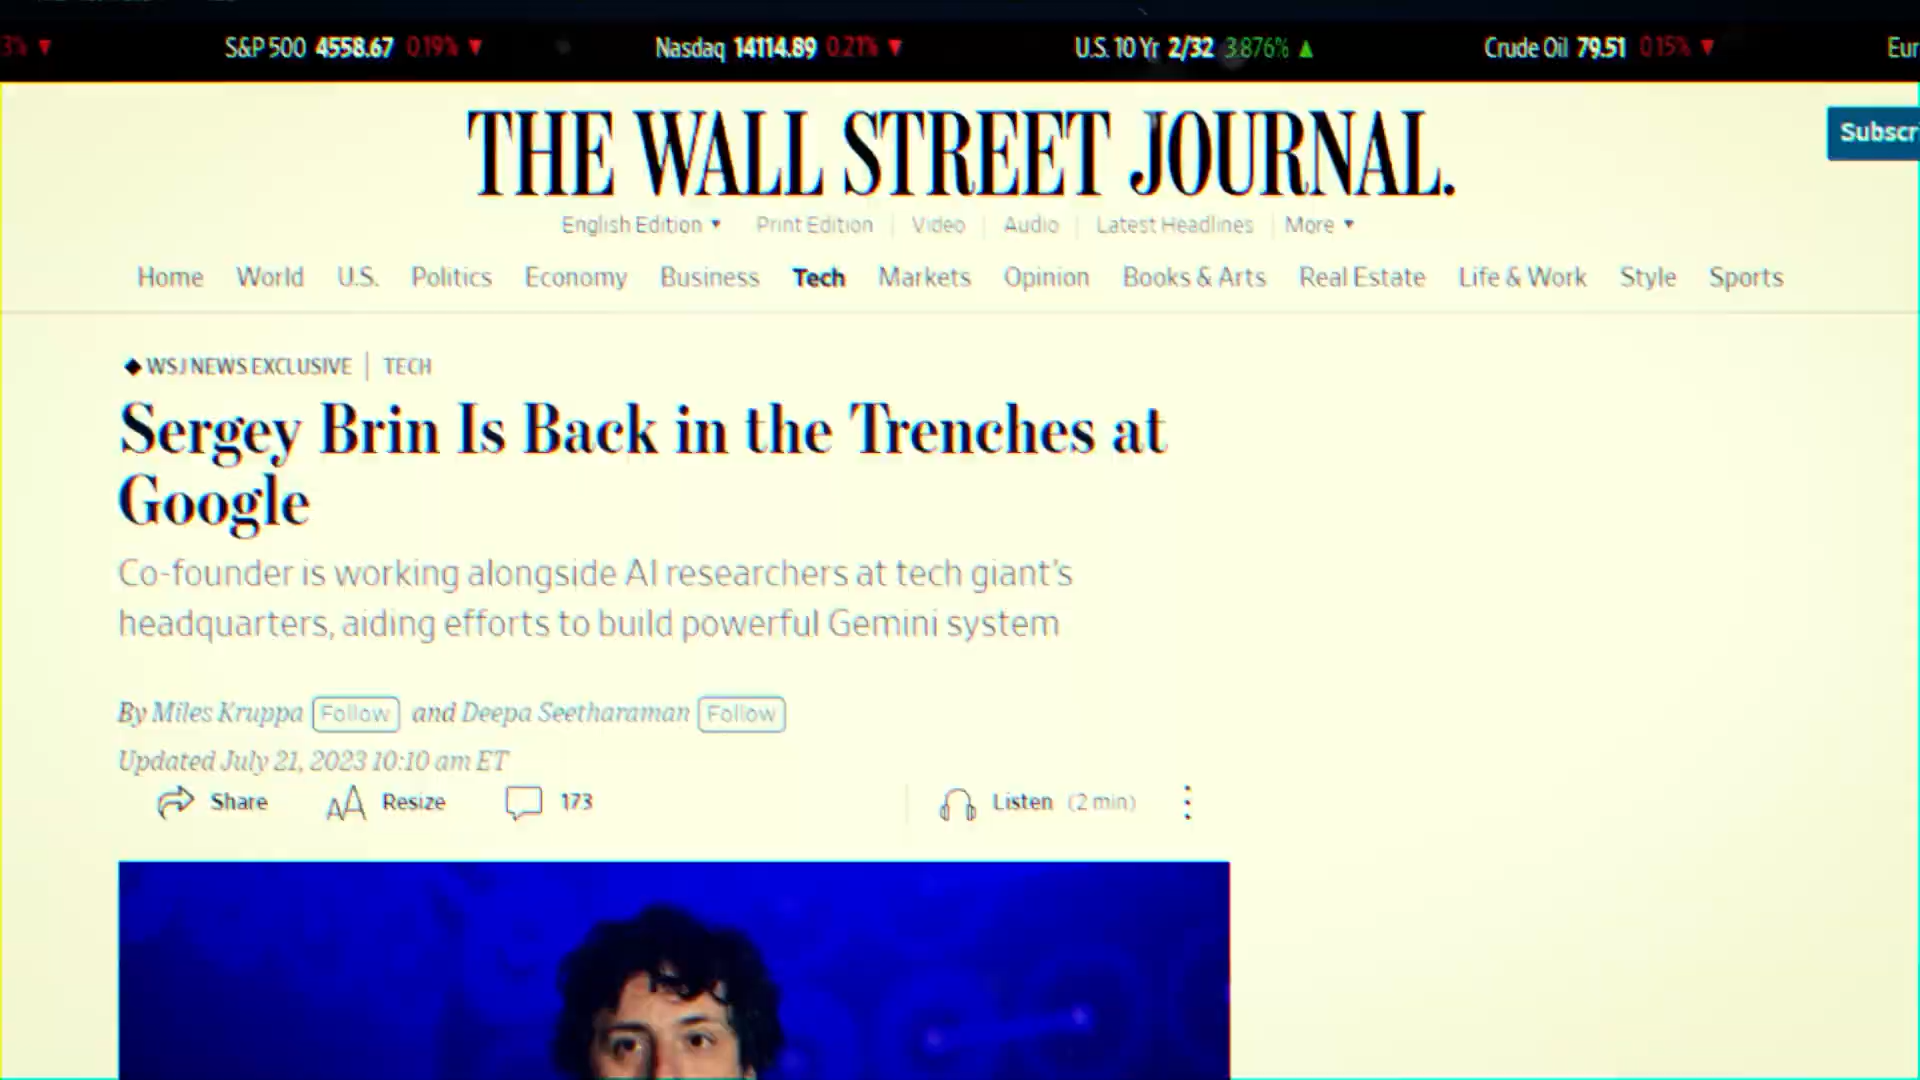 3%
S&P 500 4558.67 0.19% Nasdaq 14114.89 0.21% U.S. 10 Yr 2/32 3.876% Crude Oil 79.51 0.15%
THE WALL STREET JOURNAL.
English Edition Print Edition Video Audio Latest Headlines More
Home World U.S. Politics Economy Business Tech Markets Opinion Books & Arts Real Estate Life & Work Style Sports
WSJ NEWS EXCLUSIVE | TECH
Sergey Brin Is Back in the Trenches at
Google
Co-founder is working alongside AI researchers at tech giant’s
headquarters, aiding efforts to build powerful Gemini system
By Miles Kruppa Follow and Deepa Seetharaman Follow
Updated July 21, 2023 10:10 am ET
Share Resize 173 Listen (2 min)